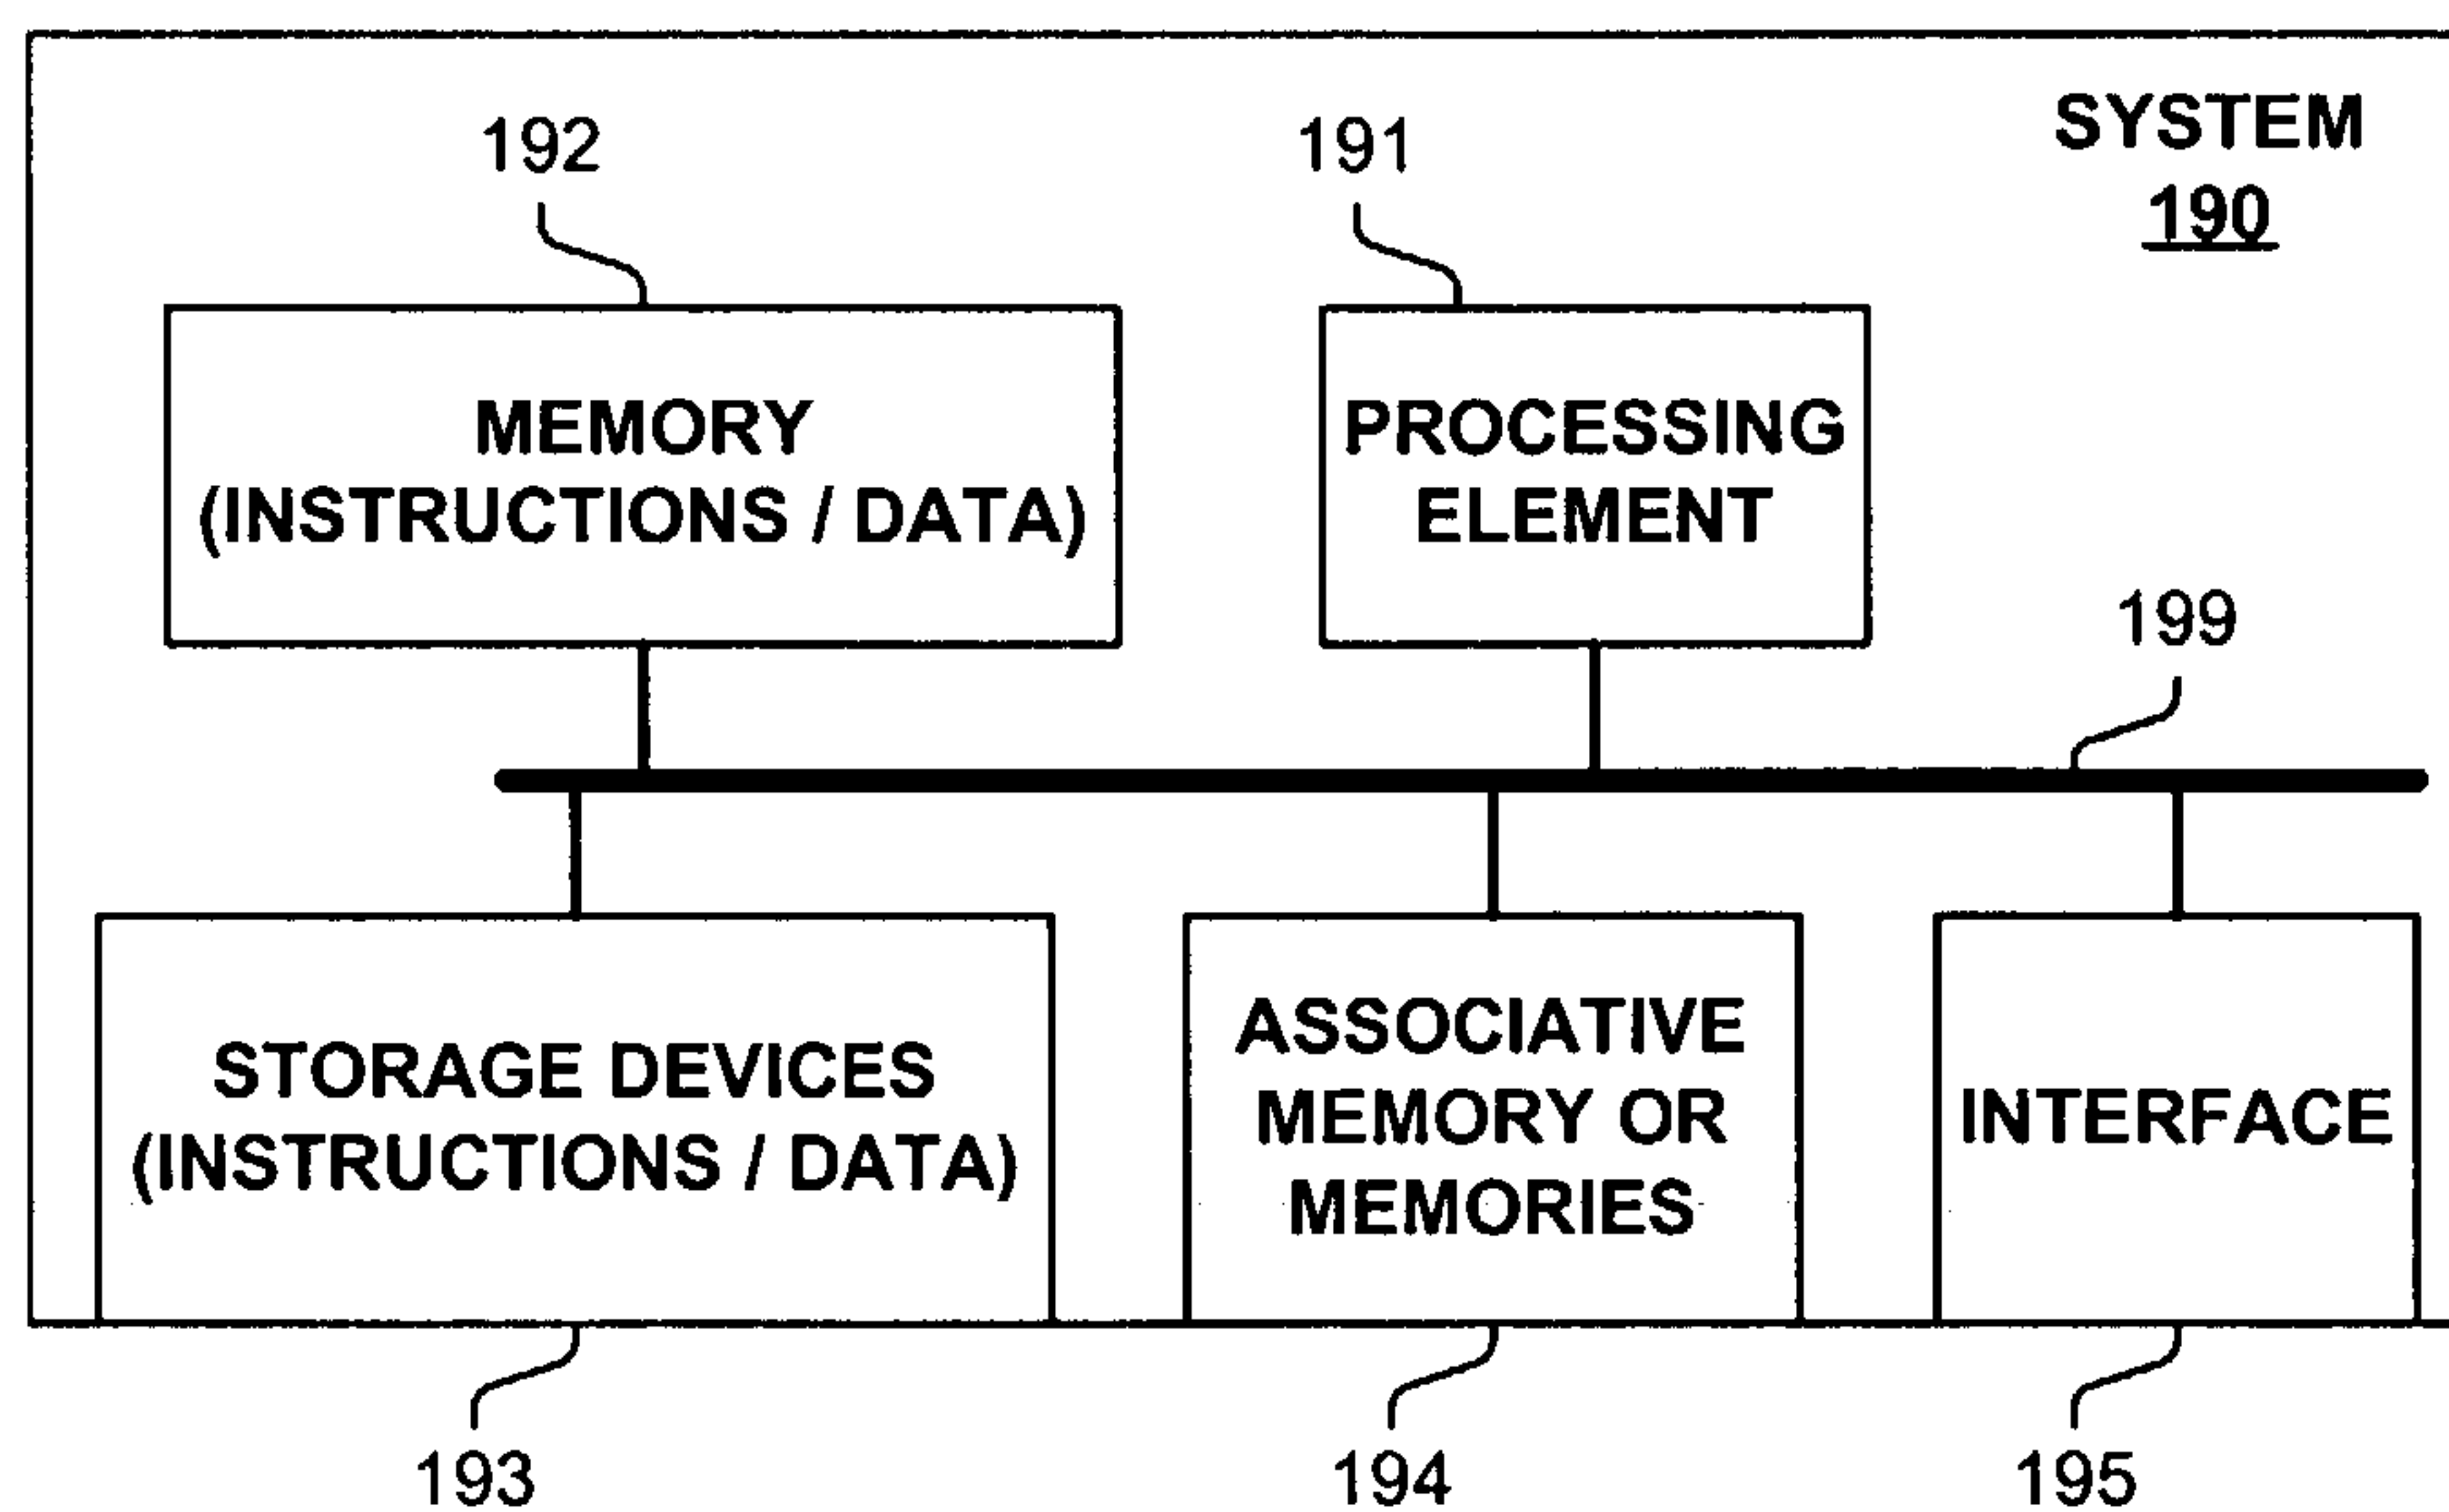 SYSTEM
190
192
191
MEMORY
(INSTRUCTIONS / DATA)
PROCESSING
ELEMENT
199
STORAGE DEVICES
(INSTRUCTIONS / DATA)
ASSOCIATIVE
MEMORY OR
MEMORIES
INTERFACE
193
194
195